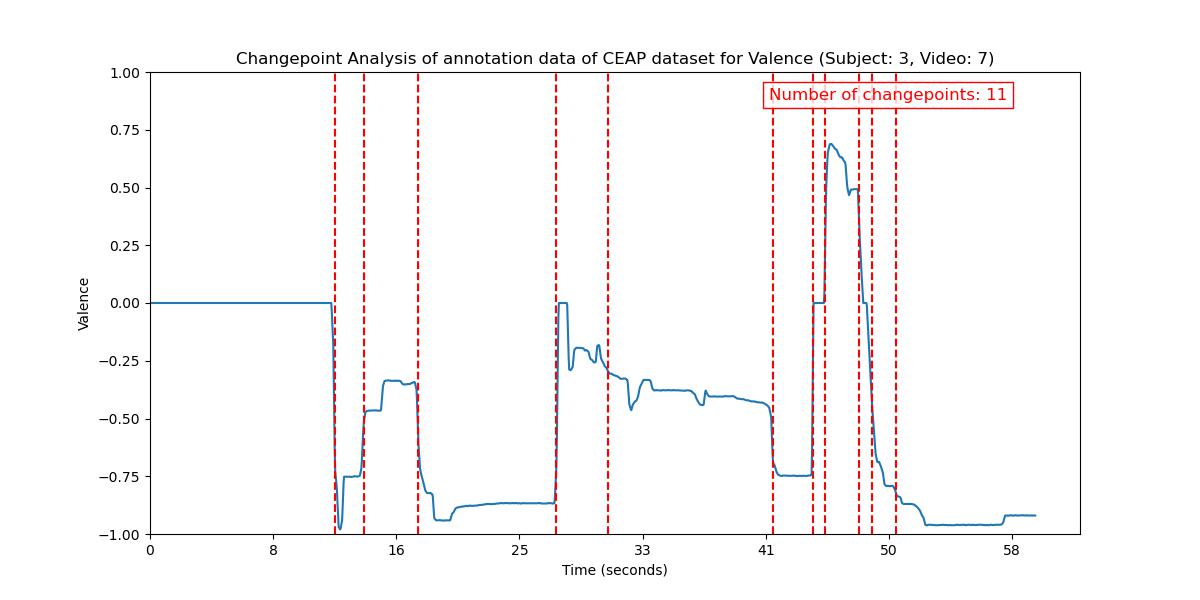 Changepoint Analysis of annotation data of CEAP dataset for Valence (Subject: 3, Video: 7)
Number of changepoints: 11
Valence
1.00
0.75
0.50
0.25
0.00
−0.25
−0.50
−0.75
−1.00
0 8 16 25 33 41 50 58
Time (seconds)